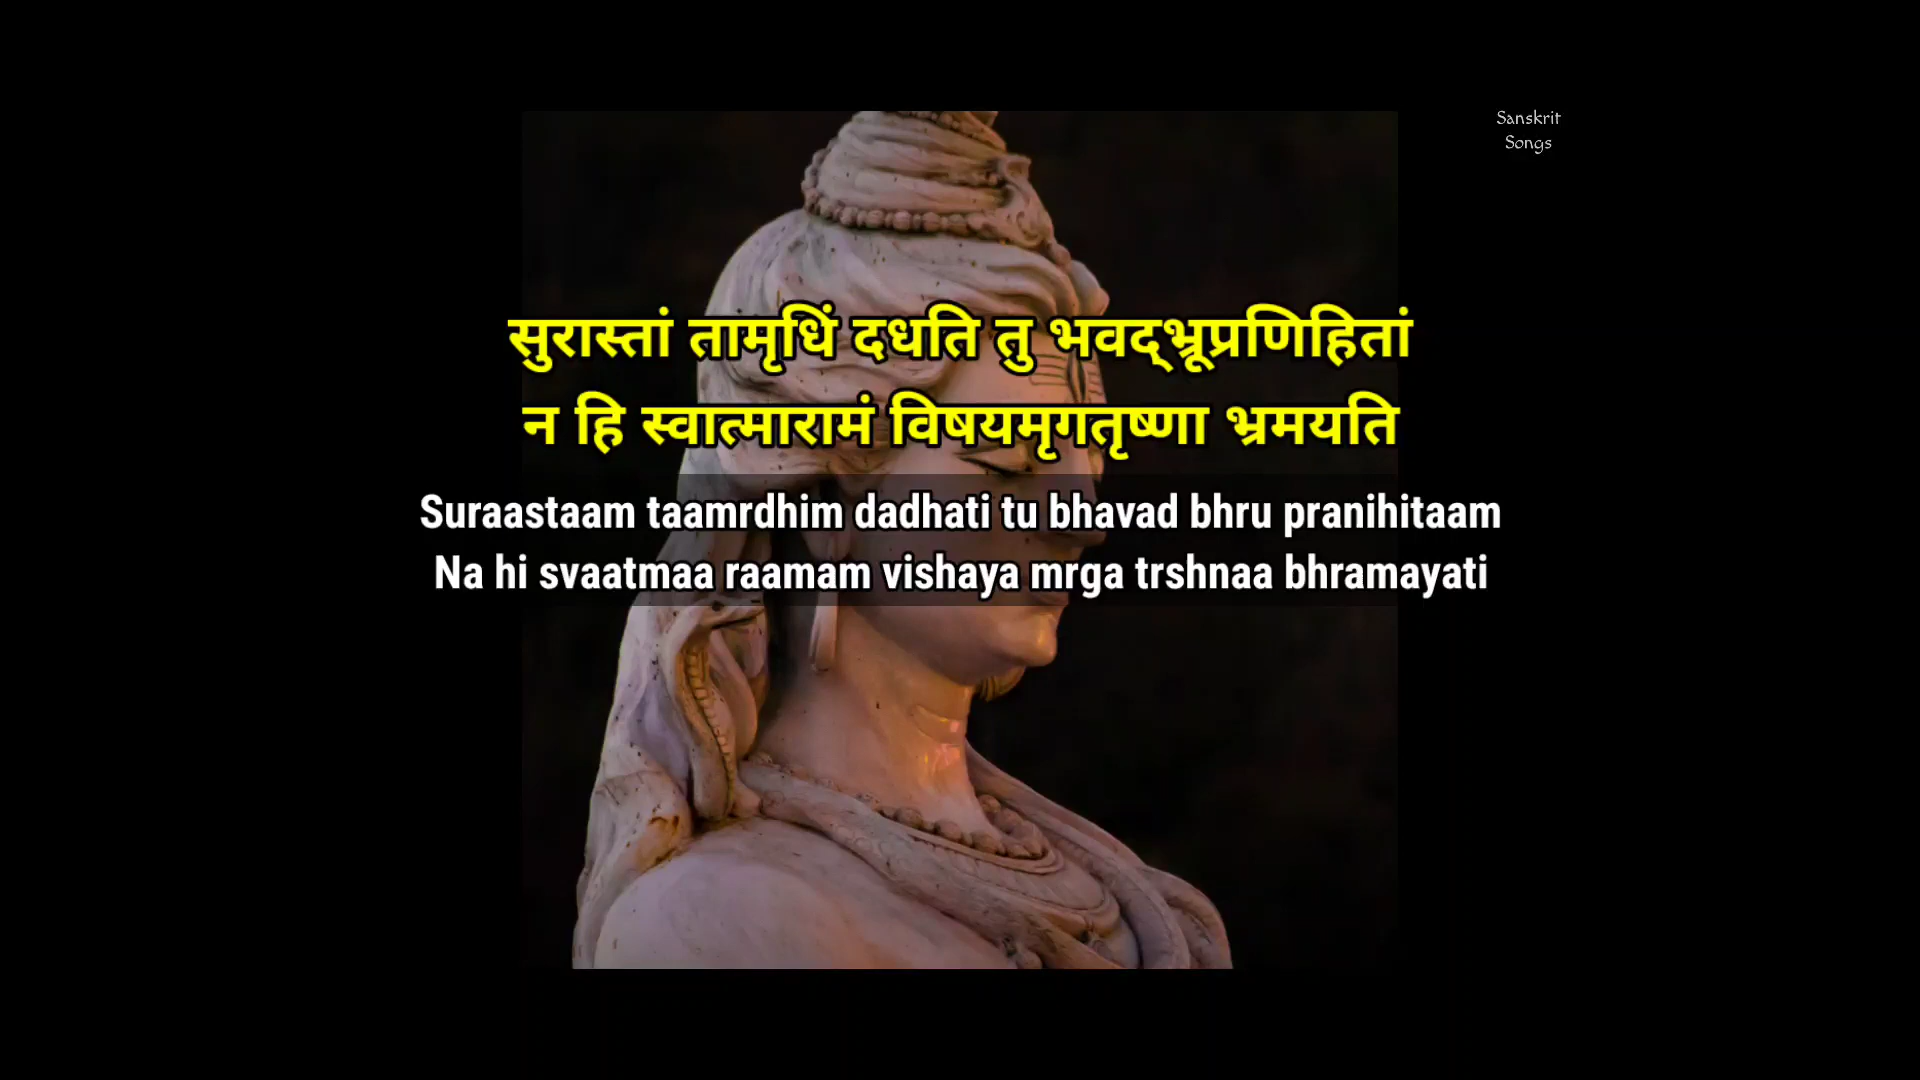 Sanskrit
Songs
सुरास्तां तामृधिं दधति तु भवद्भ्रूप्रणिहितां
न हि स्वात्मारामं विषयमृगतृष्णा भ्रमयति
Suraastaam taamrdhim dadhati tu bhavad bhru pranihitaam
Na hi svaatmaa raamam vishaya mrga trshnaa bhramayati